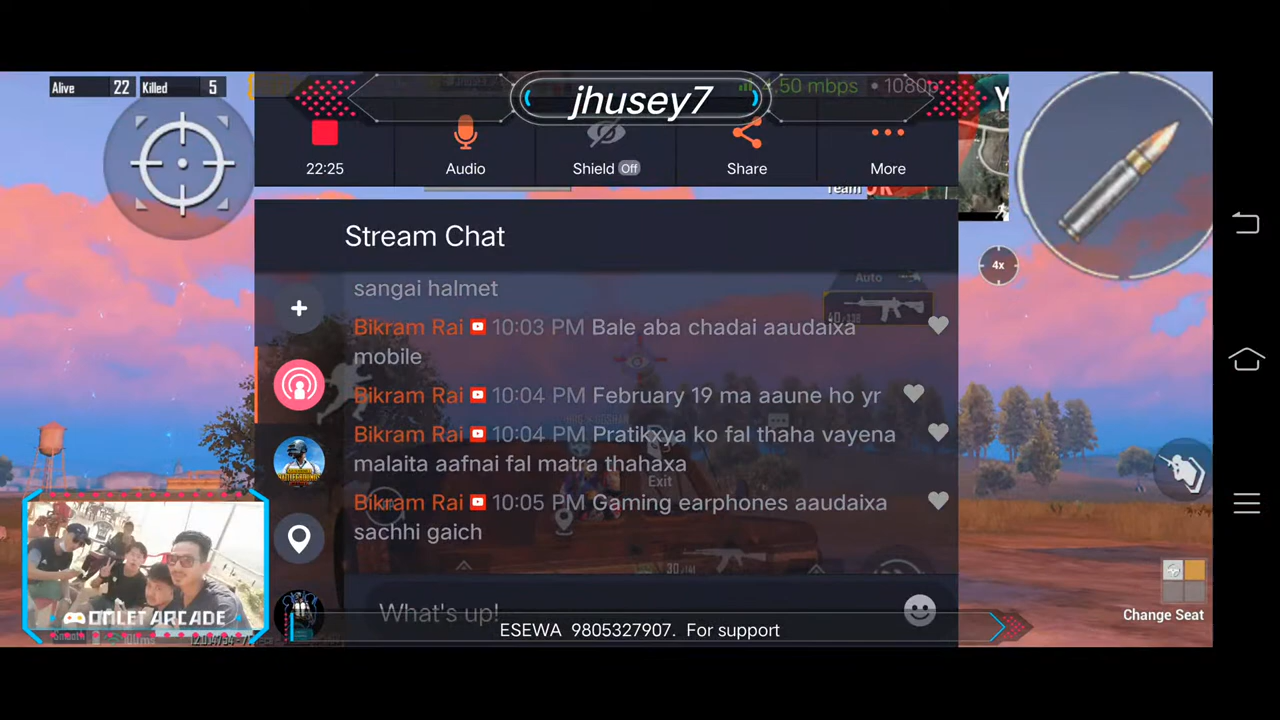 Alive 22 Killed 5
jhusey7
4.50 mbps • 1080p
22:25
Audio
Shield Off
Share
More
Team
Stream Chat
4x
Auto
sangai halmet
Bikram Rai 10:03 PM Bale aba chadai aaudaixa
mobile
Bikram Rai 10:04 PM February 19 ma aaune ho yr
Bikram Rai 10:04 PM Pratikxya ko fal thaha vayena
malaita aafnai fal matra thahaxa
Exit
Bikram Rai 10:05 PM Gaming earphones aaudaixa
sachhi gaich
What's up!
ESEWA 9805327907. For support
OMLET ARCADE
Change Seat